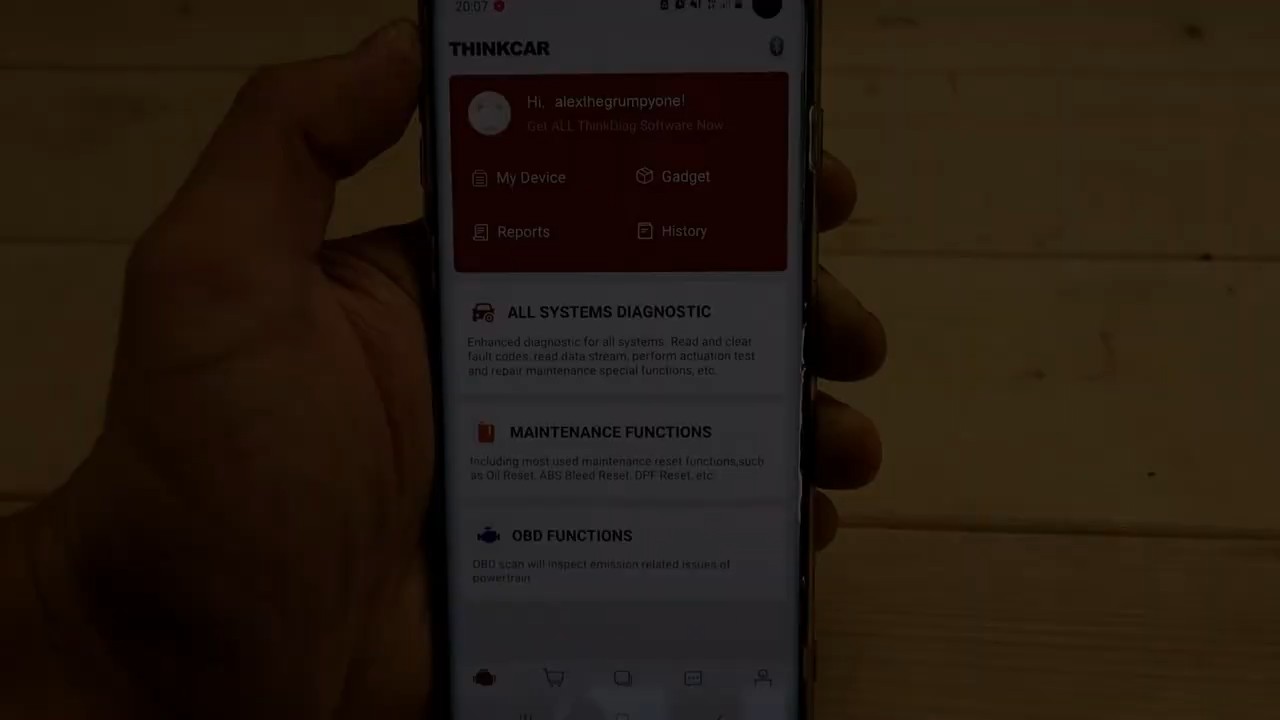 20:07
THINKCAR
Hi, alexthegrumpyone!
Get ALL ThinkDiag Software Now
My Device
Gadget
Reports
History
ALL SYSTEMS DIAGNOSTIC
Enhanced diagnostic for all systems. Read and clear
fault codes, read data stream, perform actuation test
and repair maintenance special functions, etc.
MAINTENANCE FUNCTIONS
Including most used maintenance reset functions,such
as Oil Reset, ABS Bleed Reset, DPF Reset, etc.
OBD FUNCTIONS
OBD scan will inspect emission related issues of
powertrain